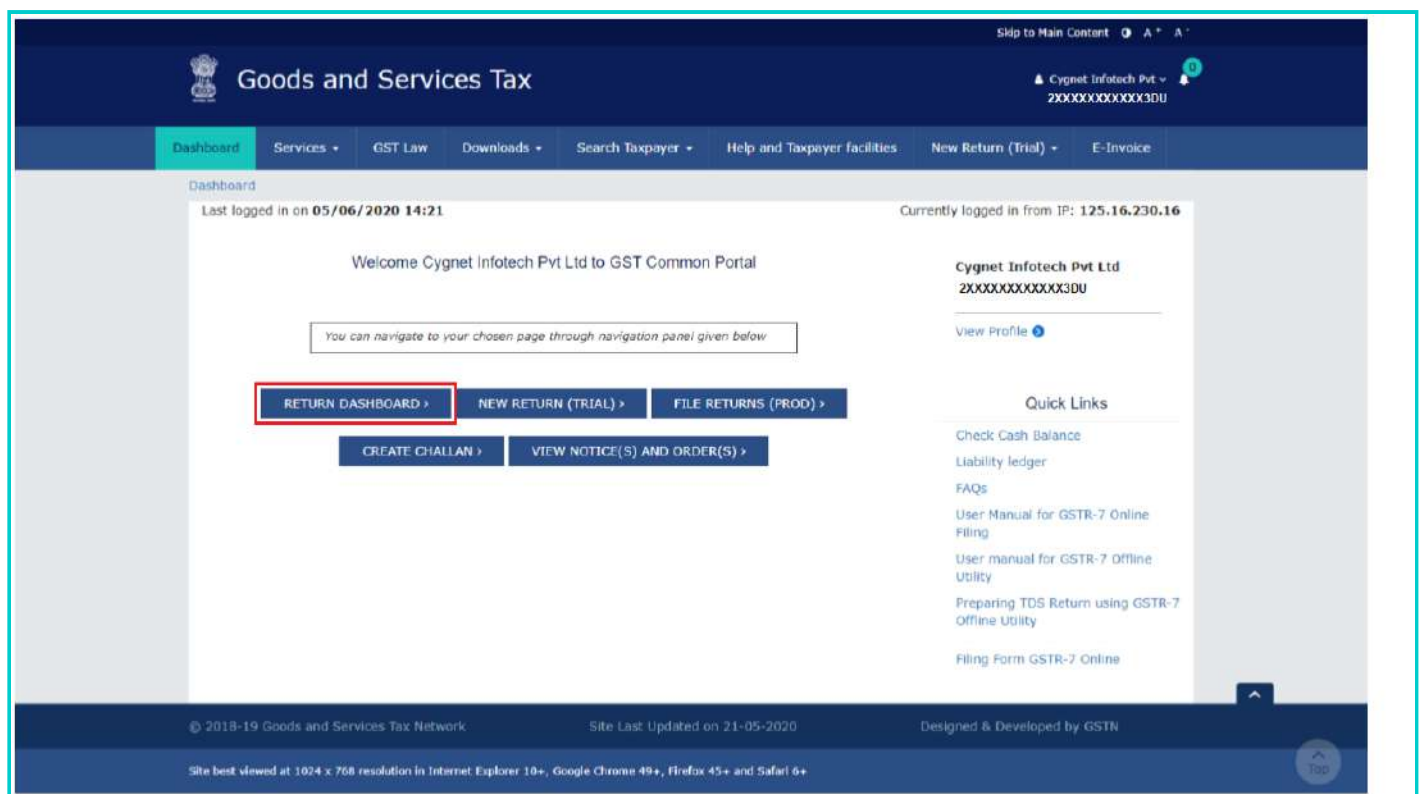 Skip to Main Content A+ A-
Goods and Services Tax
Cygnet Infotech Pvt
0
2XXXXXXXXXXX3DU
Dashboard Services GST Law Downloads Search Taxpayer Help and Taxpayer facilities New Return (Trial) E-Invoice
Dashboard
Last logged in on 05/06/2020 14:21 Currently logged in from IP: 125.16.230.16
Welcome Cygnet Infotech Pvt Ltd to GST Common Portal
Cygnet Infotech Pvt Ltd
2XXXXXXXXXXXX3DU
You can navigate to your chosen page through navigation panel given below
View Profile
RETURN DASHBOARD › NEW RETURN (TRIAL) › FILE RETURNS (PROD) ›
CREATE CHALLAN › VIEW NOTICE(S) AND ORDER(S) ›
Quick Links
Check Cash Balance
Liability ledger
FAQs
User Manual for GSTR-7 Online
Filing
User manual for GSTR-7 Offline
Utility
Preparing TDS Return using GSTR-7
Offline Utility
Filing Form GSTR-7 Online
© 2018-19 Goods and Services Tax Network Site Last Updated on 21-05-2020 Designed & Developed by GSTN
Site best viewed at 1024 x 768 resolution in Internet Explorer 10+, Google Chrome 49+, Firefox 45+ and Safari 6+
Top